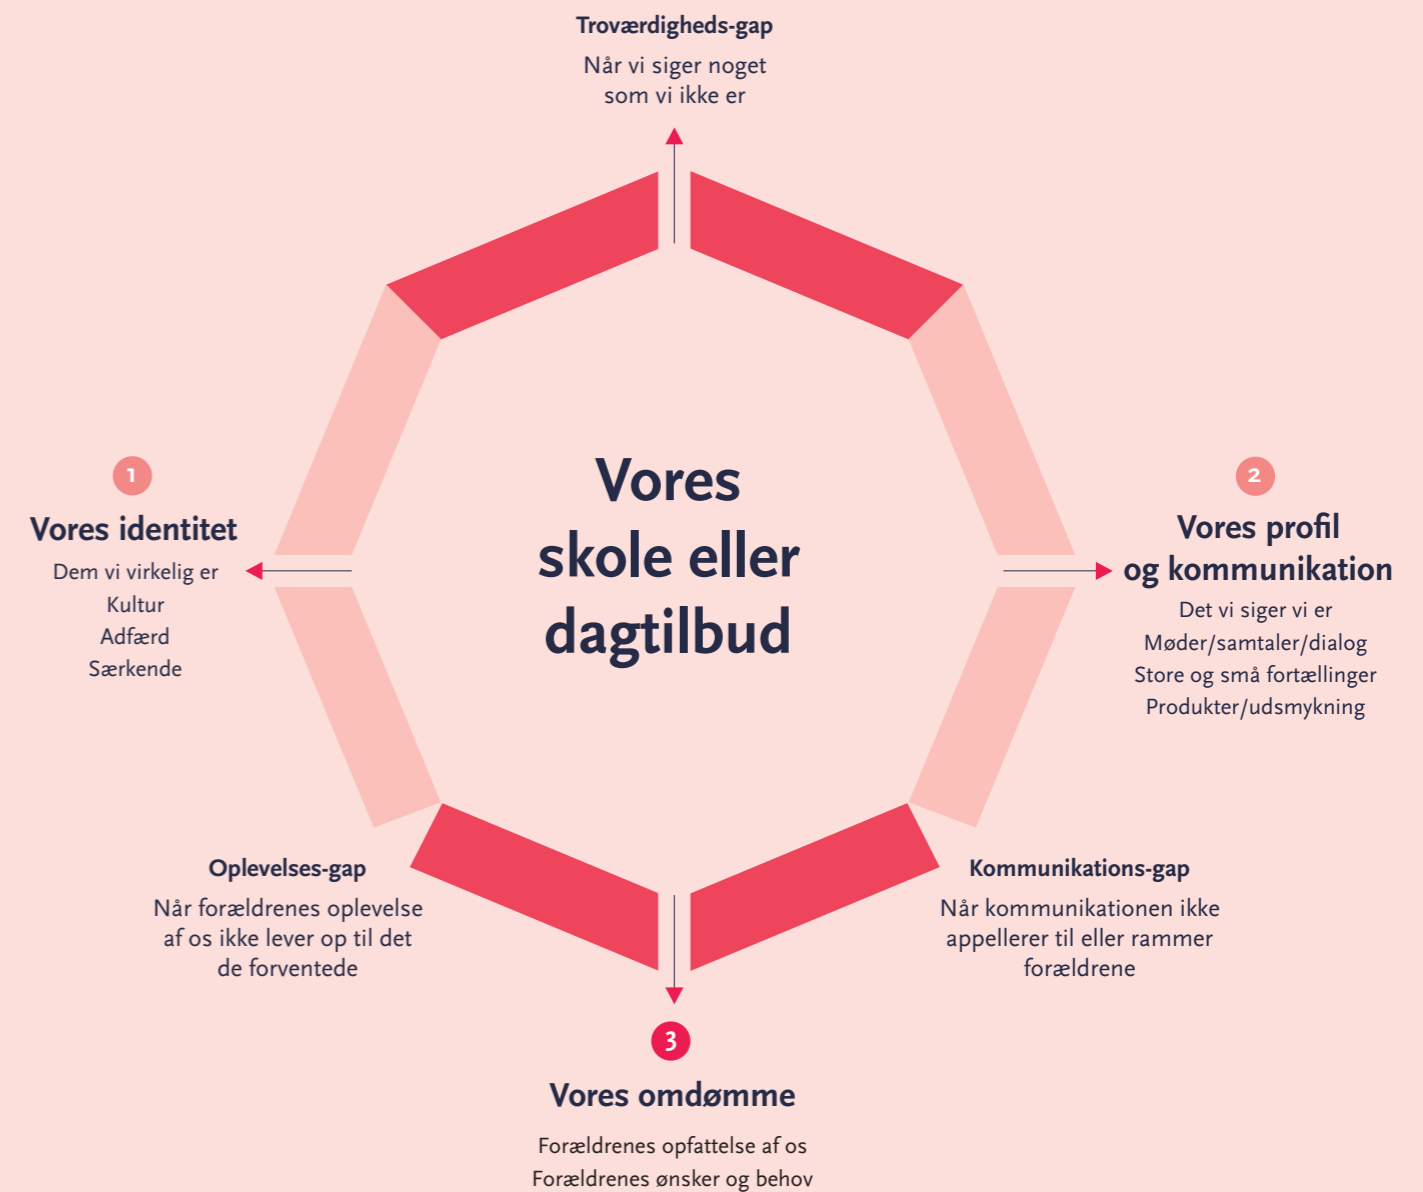 Troværdigheds-gap
Når vi siger noget
som vi ikke er
1
Vores identitet
Dem vi virkelig er
Kultur
Adfærd
Særkende
Vores
skole eller
dagtilbud
2
Vores profil
og kommunikation
Det vi siger vi er
Møder/samtaler/dialog
Store og små fortællinger
Produkter/udsmykning
Oplevelses-gap
Når forældrenes oplevelse
af os ikke lever op til det
de forventede
Kommunikations-gap
Når kommunikationen ikke
appellerer til eller rammer
forældrene
3
Vores omdømme
Forældrenes opfattelse af os
Forældrenes ønsker og behov